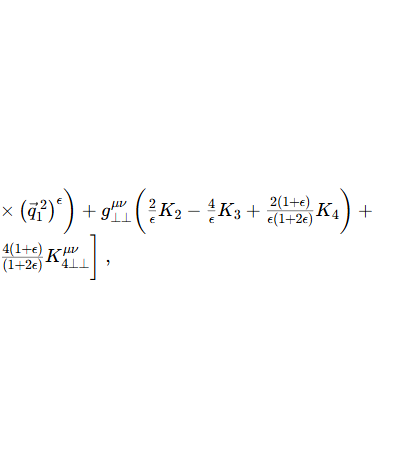 × (q⃗₁²)^ϵ) + g^{μν}_{⊥⊥} (2/ϵ K₂ − 4/ϵ K₃ + 2(1+ϵ)/ϵ(1+2ϵ) K₄) +
4(1+ϵ)/(1+2ϵ) K^{μν}_{4⊥⊥}] ,